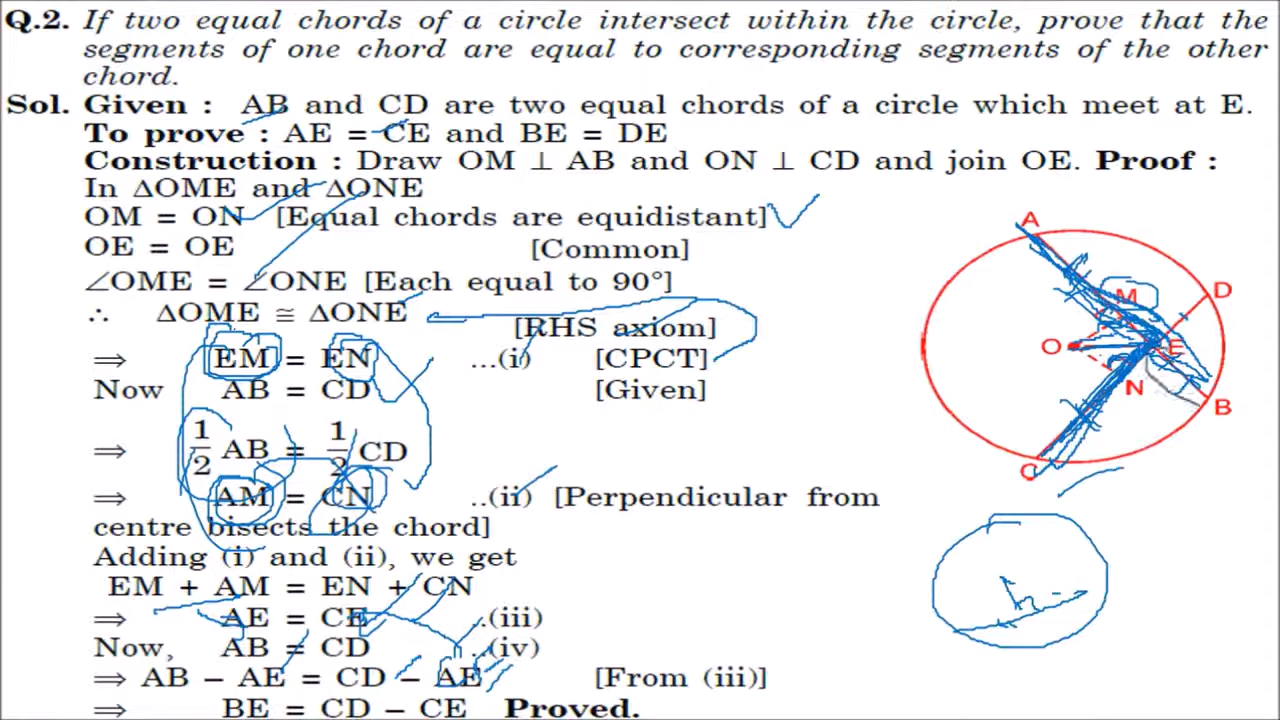 Q.2. If two equal chords of a circle intersect within the circle, prove that the
segments of one chord are equal to corresponding segments of the other
chord.
Sol. Given : AB and CD are two equal chords of a circle which meet at E.
To prove : AE = CE and BE = DE
Construction : Draw OM ⊥ AB and ON ⊥ CD and join OE. Proof :
In ΔOME and ΔONE
OM = ON [Equal chords are equidistant]
OE = OE [Common]
∠OME = ∠ONE [Each equal to 90°]
∴ ΔOME ≅ ΔONE
[RHS axiom]
⇒ EM = EN ...(i) [CPCT]
Now AB = CD [Given]
⇒ 1/2 AB = 1/2 CD
⇒ AM = CN ..(ii) [Perpendicular from
centre bisects the chord]
Adding (i) and (ii), we get
EM + AM = EN + CN
⇒ AE = CE ..(iii)
Now, AB = CD ..(iv)
⇒ AB – AE = CD – AE [From (iii)]
⇒ BE = CD – CE Proved.
A
D
M
O
E
N
B
C